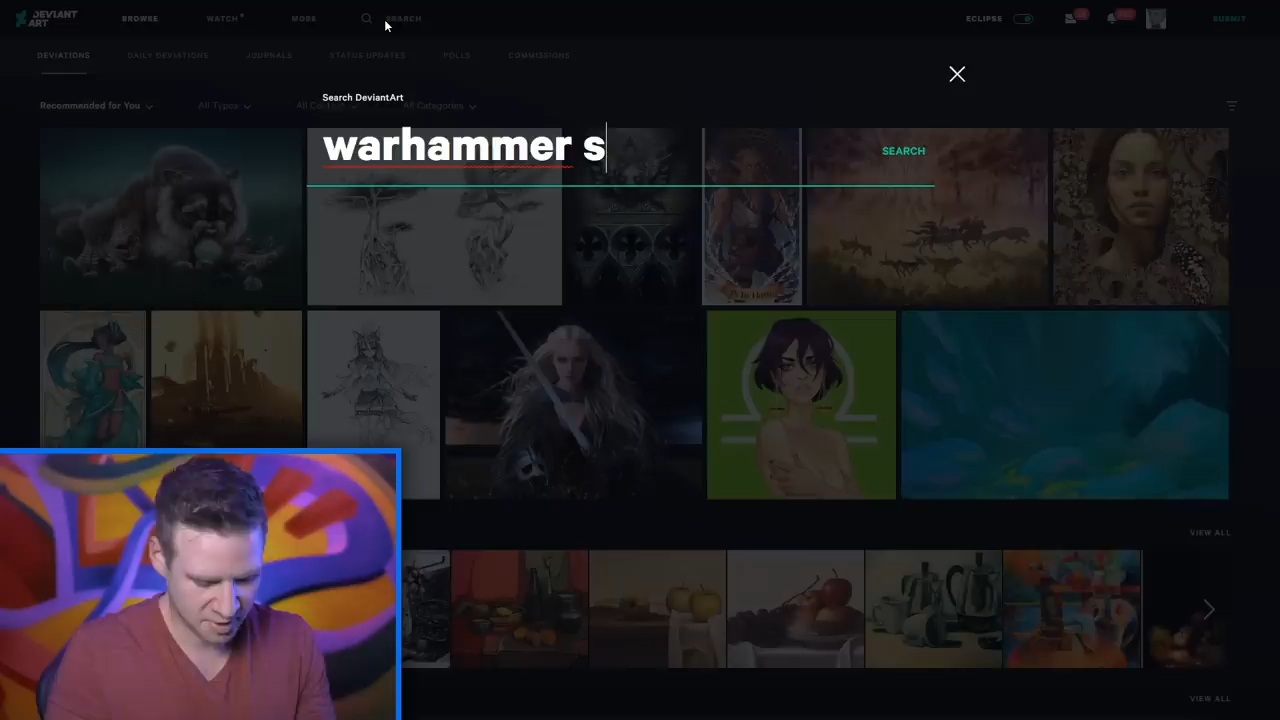 DEVIANT
ART
BROWSE
WATCH
MORE
SEARCH
ECLIPSE
SUBMIT
DEVIATIONS
DAILY DEVIATIONS
JOURNALS
STATUS UPDATES
POLLS
COMMISSIONS
Search DeviantArt
Recommended for You
All Types
All Categories
warhammer s
SEARCH
VIEW ALL
VIEW ALL